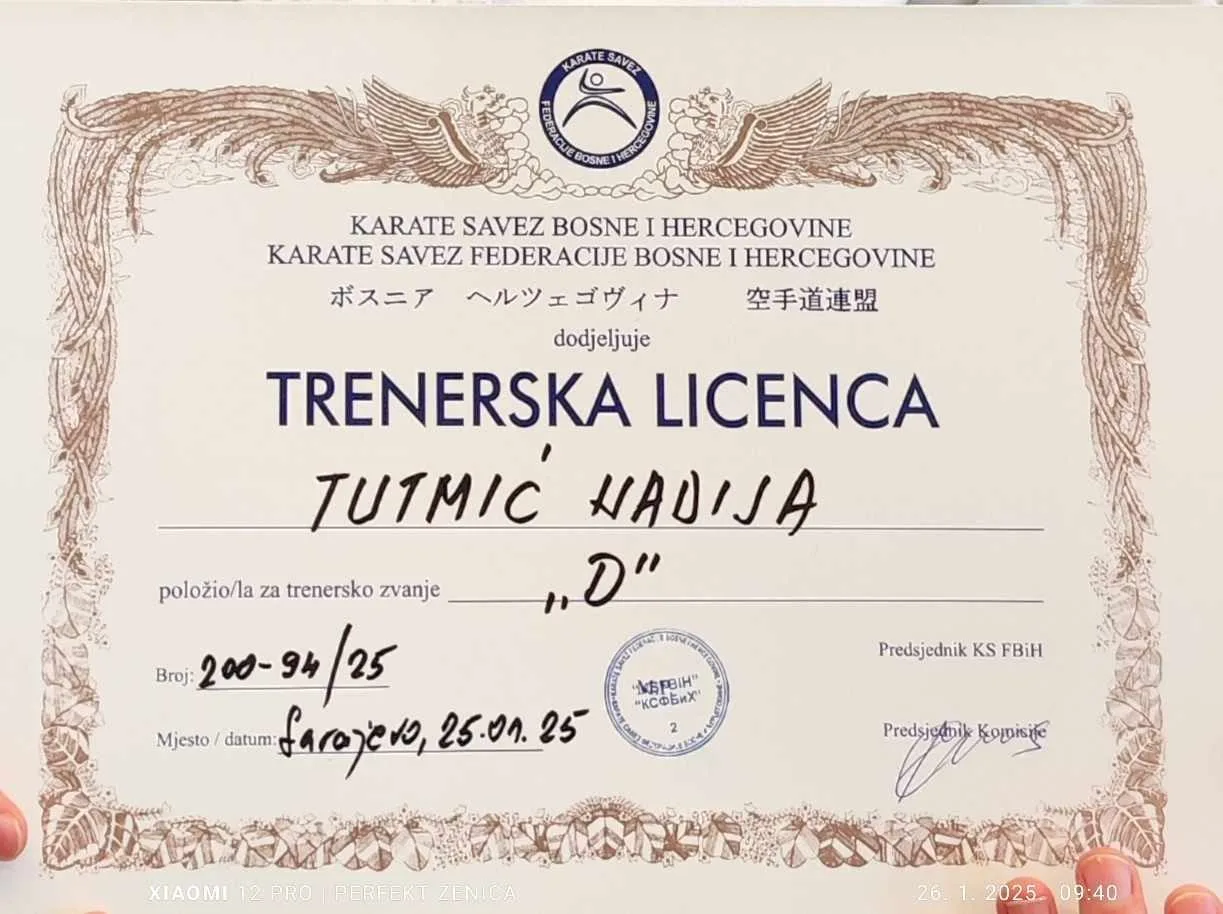 KARATE SAVEZ
FEDERACIJE BOSNE I HERCEGOVINE
KARATE SAVEZ BOSNE I HERCEGOVINE
KARATE SAVEZ FEDERACIJE BOSNE I HERCEGOVINE
ボスニア ヘルツェゴヴィナ 空手道連盟
dodjeljuje
TRENERSKA LICENCA
TUTMIĆ HADIJA
položio/la za trenersko zvanje „D"
Predsjednik KS FBiH
Broj: 200-94/25
"КСФБиХ"
2
Mjesto / datum: Sarajevo, 25.01.25
Predsjednik Komisije
XIAOMI 12 PRO | PERFEKT ZENICA
26. 1. 2025. 09:40